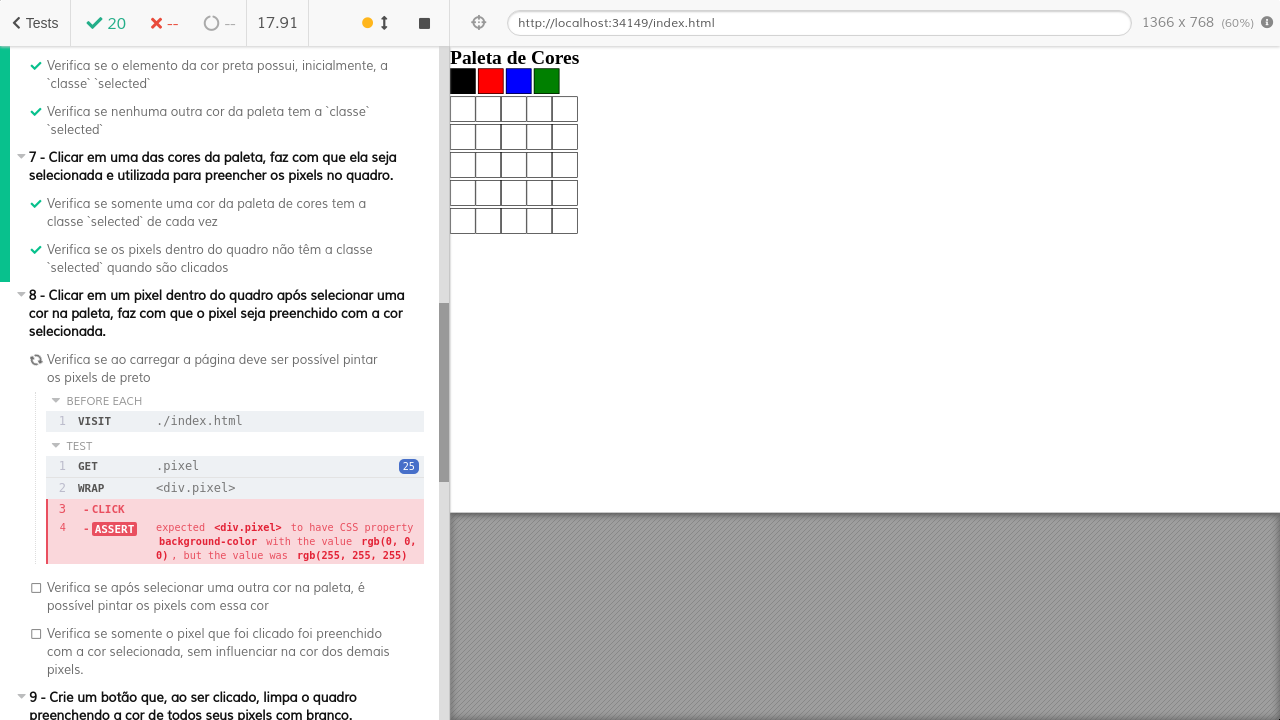 Tests
20
--
--
17.91
http://localhost:34149/index.html
1366 x 768 (60%)
Verifica se o elemento da cor preta possui, inicialmente, a
`classe` `selected`
Verifica se nenhuma outra cor da paleta tem a `classe`
`selected`
7 - Clicar em uma das cores da paleta, faz com que ela seja
selecionada e utilizada para preencher os pixels no quadro.
Verifica se somente uma cor da paleta de cores tem a
classe `selected` de cada vez
Verifica se os pixels dentro do quadro não têm a classe
`selected` quando são clicados
8 - Clicar em um pixel dentro do quadro após selecionar uma
cor na paleta, faz com que o pixel seja preenchido com a cor
selecionada.
Verifica se ao carregar a página deve ser possível pintar
os pixels de preto
BEFORE EACH
1 VISIT ./index.html
TEST
1 GET .pixel 25
2 WRAP <div.pixel>
3 -CLICK
4 -ASSERT expected <div.pixel> to have CSS property
background-color with the value rgb(0, 0,
0), but the value was rgb(255, 255, 255)
Verifica se após selecionar uma outra cor na paleta, é
possível pintar os pixels com essa cor
Verifica se somente o pixel que foi clicado foi preenchido
com a cor selecionada, sem influenciar na cor dos demais
pixels.
9 - Crie um botão que, ao ser clicado, limpa o quadro
preenchendo a cor de todos seus pixels com branco.
Paleta de Cores